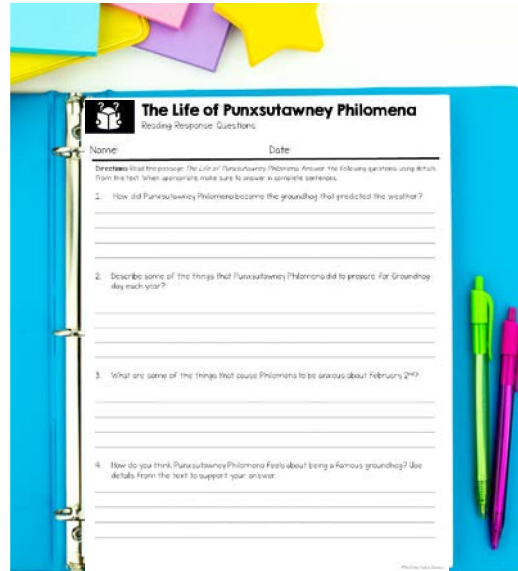 The Life of Punxsutawney Philomena
Reading Response Questions
Name: Date:
Directions: Read the passage, The Life of Punxsutawney Philomena. Answer the following questions using details
from the text. When appropriate, make sure to answer in complete sentences.
1. How did Punxsutawney Philomena become the groundhog that predicted the weather?
2. Describe some of the things that Punxsutawney Philomena did to prepare for Groundhog
day each year?
3. What are some of the things that cause Philomena to be anxious about February 2nd?
4. How do you think Punxsutawney Philomena feels about being a famous groundhog? Use
details from the text to support your answer.